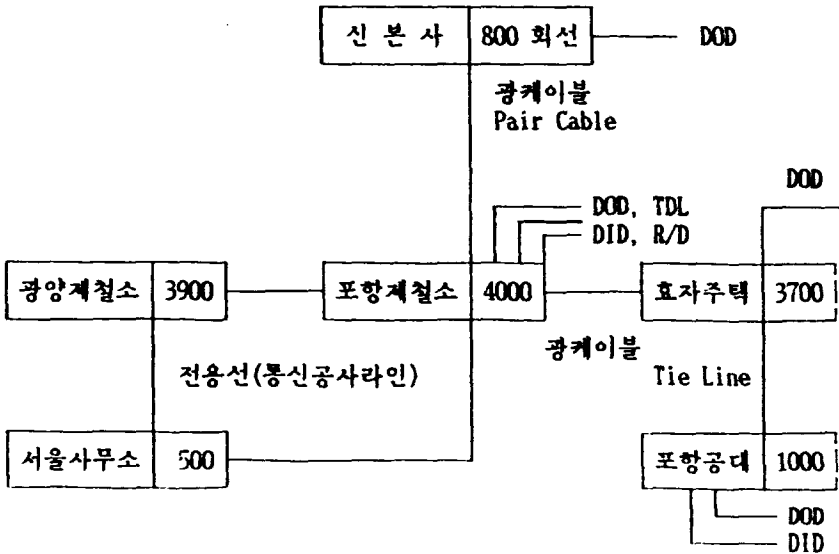 신 본 사 800 회선 DOD
광케이블
Pair Cable
DOD
DOD, TDL
DID, R/D
광양제철소 3900 포항제철소 4000 효자주택 3700
광케이블
전용선(통신공사라인) Tie Line
서울사무소 500 포항공대 1000
DOD
DID